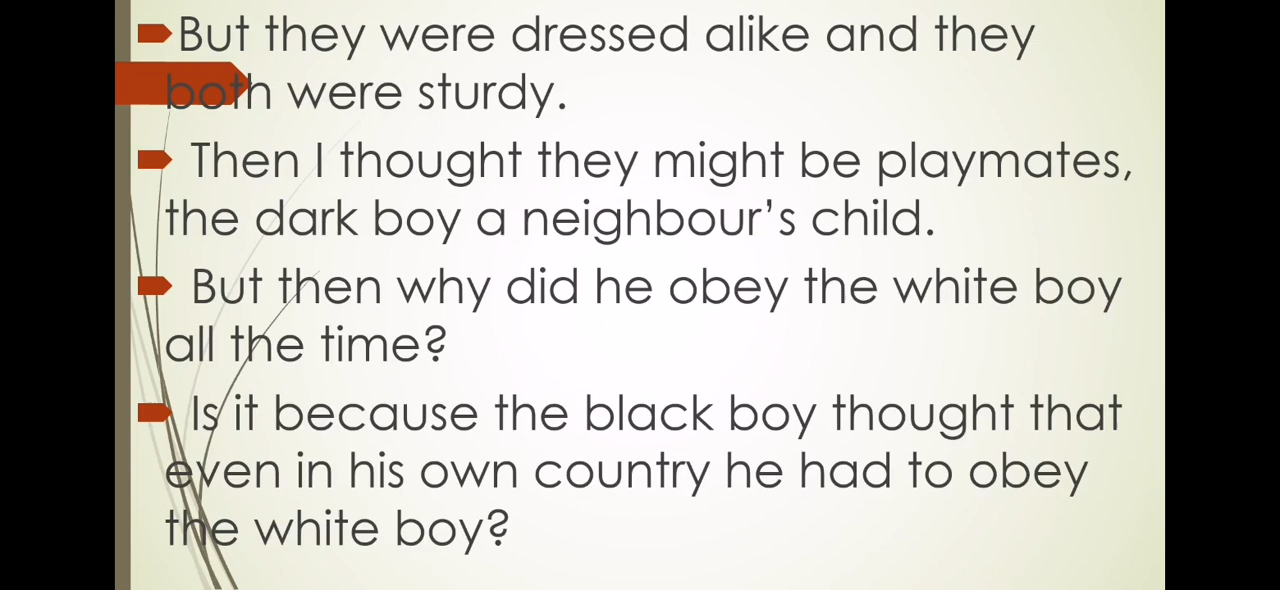 But they were dressed alike and they
both were sturdy.
Then I thought they might be playmates,
the dark boy a neighbour’s child.
But then why did he obey the white boy
all the time?
Is it because the black boy thought that
even in his own country he had to obey
the white boy?